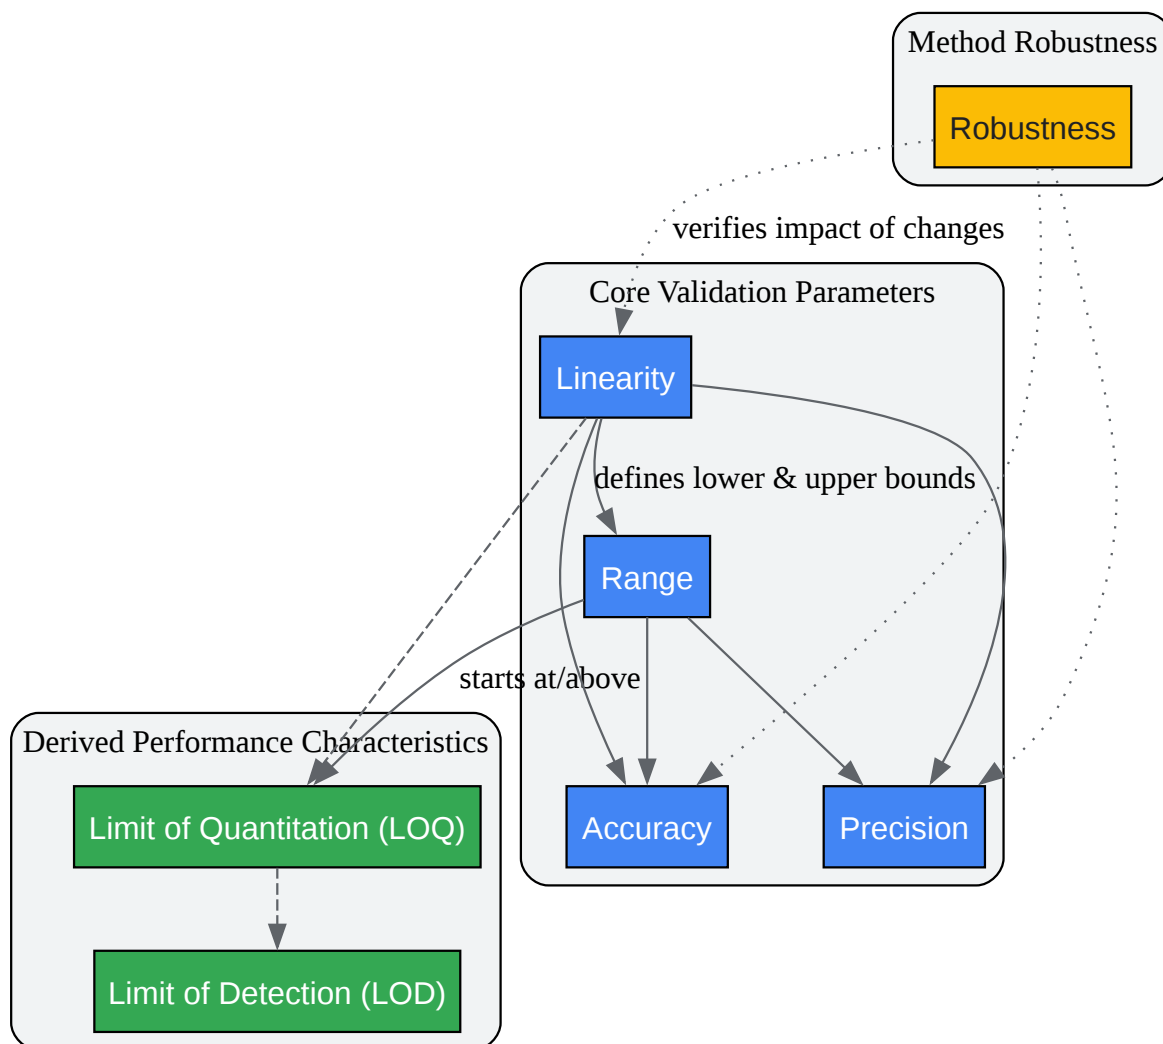 Method Robustness
Robustness
verifies impact of changes
Core Validation Parameters
Linearity
defines lower & upper bounds
Range
starts at/above
Derived Performance Characteristics
Limit of Quantitation (LOQ)
Accuracy
Precision
Limit of Detection (LOD)